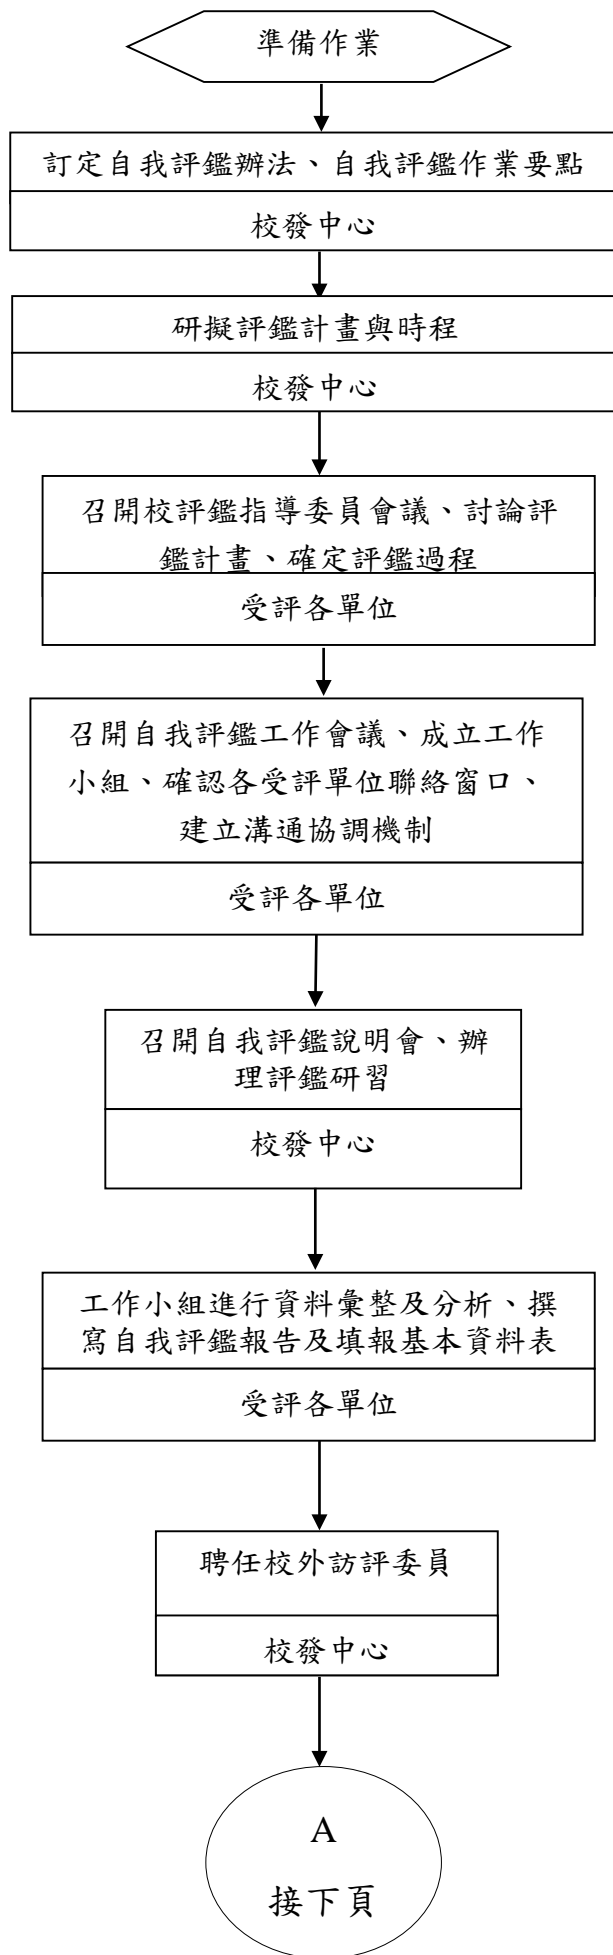 準備作業
訂定自我評鑑辦法、自我評鑑作業要點
校發中心
研擬評鑑計畫與時程
校發中心
召開校評鑑指導委員會議、討論評
鑑計畫、確定評鑑過程
受評各單位
召開自我評鑑工作會議、成立工作
小組、確認各受評單位聯絡窗口、
建立溝通協調機制
受評各單位
召開自我評鑑說明會、辦
理評鑑研習
校發中心
工作小組進行資料彙整及分析、撰
寫自我評鑑報告及填報基本資料表
受評各單位
聘任校外訪評委員
校發中心
A
接下頁